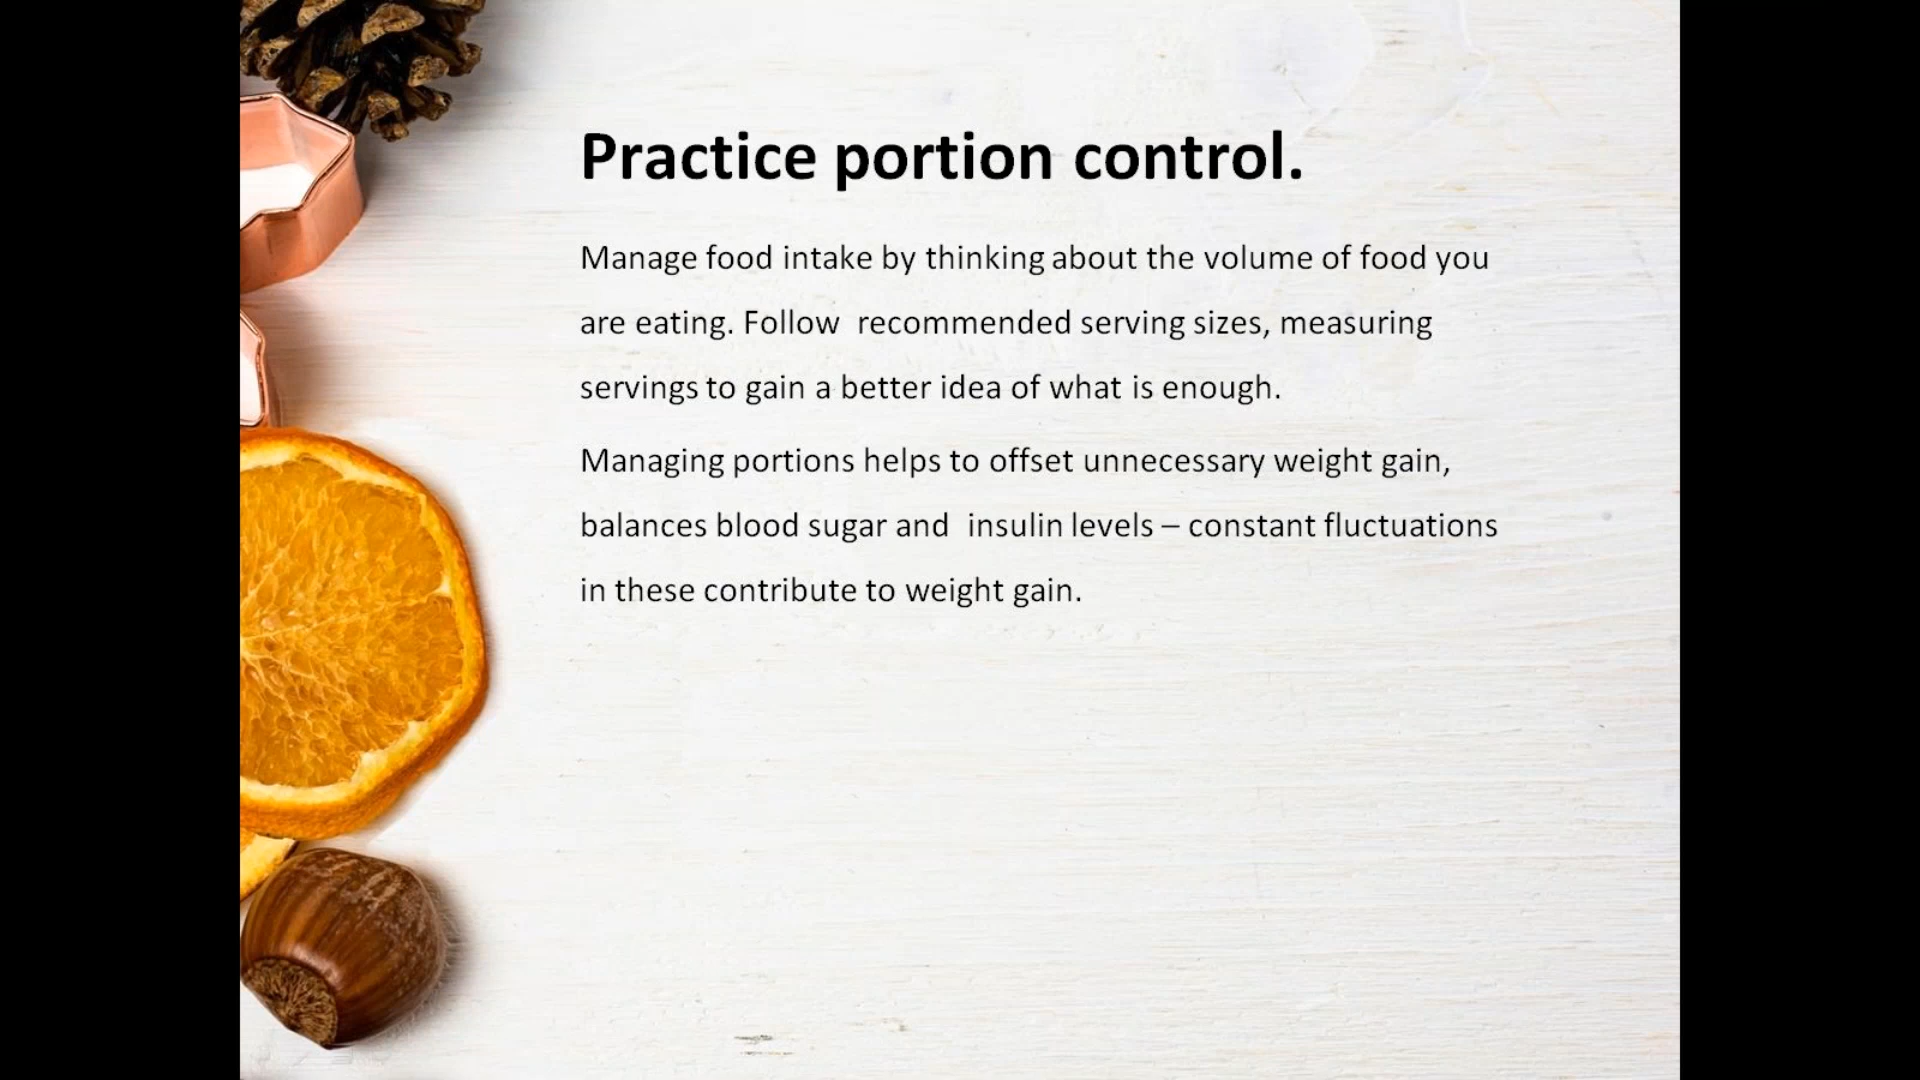 Practice portion control.
Manage food intake by thinking about the volume of food you
are eating. Follow  recommended serving sizes, measuring
servings to gain a better idea of what is enough.
Managing portions helps to offset unnecessary weight gain,
balances blood sugar and  insulin levels – constant fluctuations
in these contribute to weight gain.